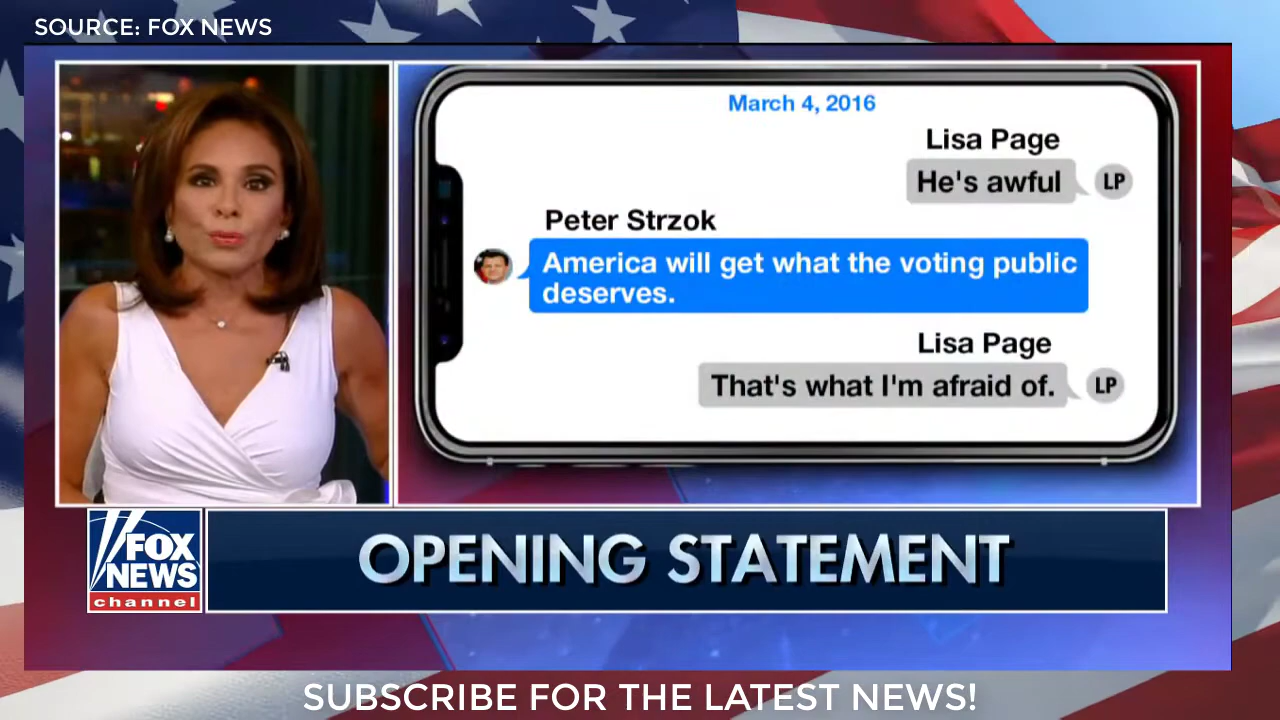 SOURCE: FOX NEWS
March 4, 2016
Lisa Page
He's awful
LP
Peter Strzok
America will get what the voting public
deserves.
Lisa Page
That's what I'm afraid of.
LP
FOX
NEWS
channel
OPENING STATEMENT
SUBSCRIBE FOR THE LATEST NEWS!